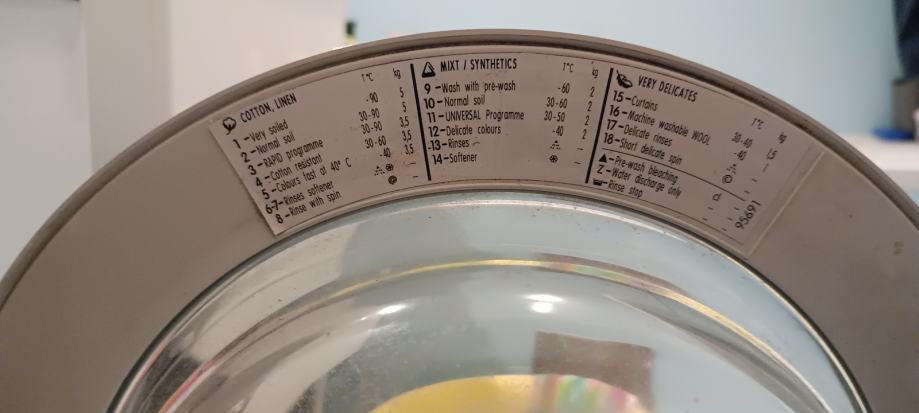 COTTON, LINEN T°C kg
1 - Very soiled -90 5
2 - Normal soil 30-90 5
3 - RAPID programme 30-90 3,5
4 - Cotton resistant 30-60 3,5
5 - Colours fast at 40° C -40 3,5
6-7 - Rinses softener
8 - Rinse with spin
MIXT / SYNTHETICS T°C kg
9 - Wash with pre-wash -60 2
10 - Normal soil 30-60 2
11 - UNIVERSAL Programme 30-50 2
12 - Delicate colours -40 2
-13- Rinses -
14 - Softener -
VERY DELICATES T°C kg
15 - Curtains 30-40 1,5
16 - Machine washable WOOL -40 1
17 - Delicate rinses -
18 - Short delicate spin -
Pre-wash bleaching d -
Z - Water discharge only - -
Rinse stop - -
95691